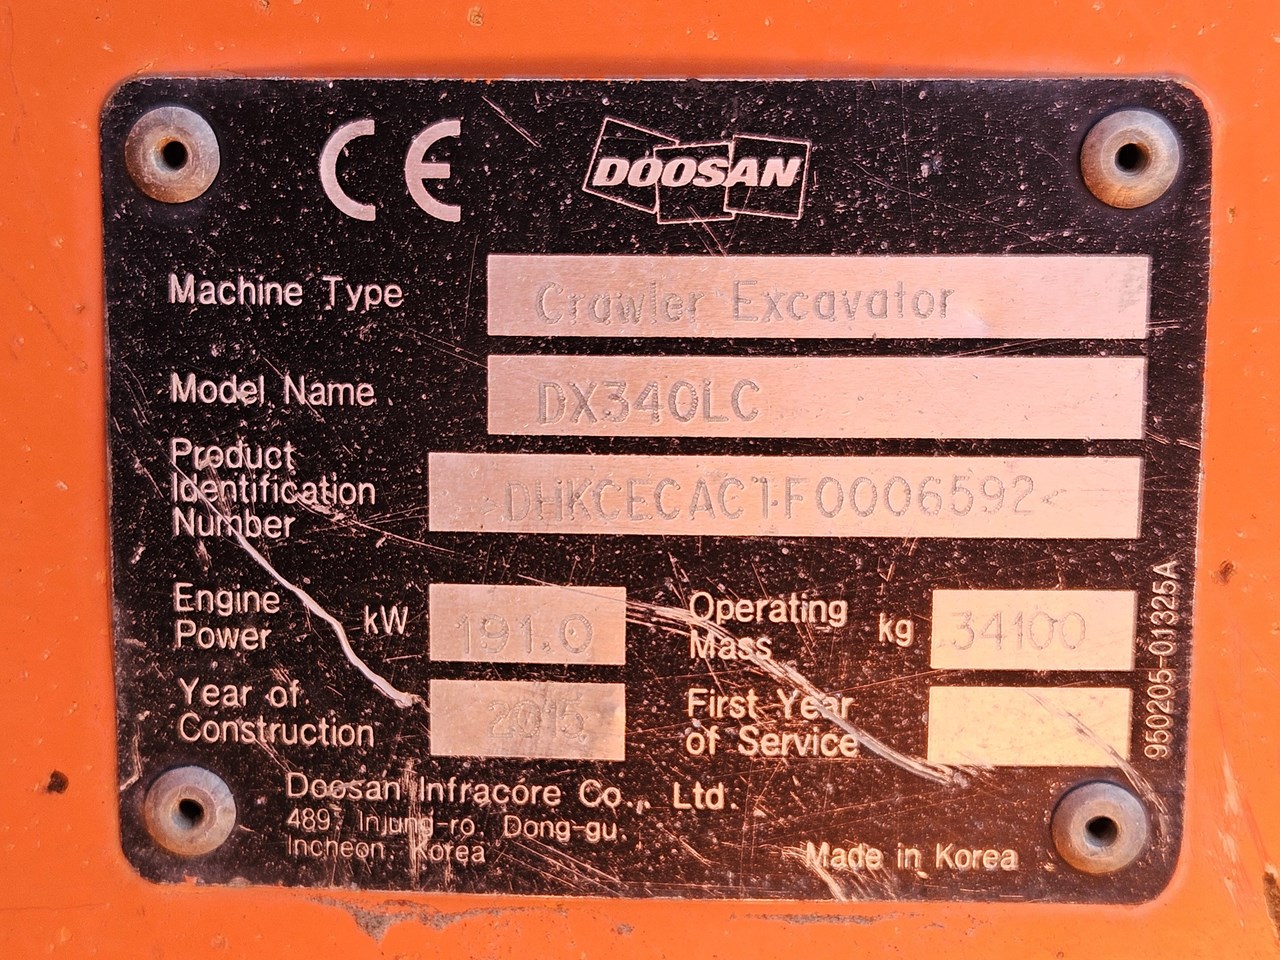 CE DOOSAN
Machine Type Crawler Excavator
Model Name DX340LC
Product
Identification
Number >DHKCECAC1F0006592<
Engine
Power kW 191.0 Operating
Mass kg 34100
Year of
Construction 2015 First Year
of Service
Doosan Infracore Co., Ltd.
489, Injung-ro, Dong-gu,
Incheon, Korea
Made in Korea
950205-01325A